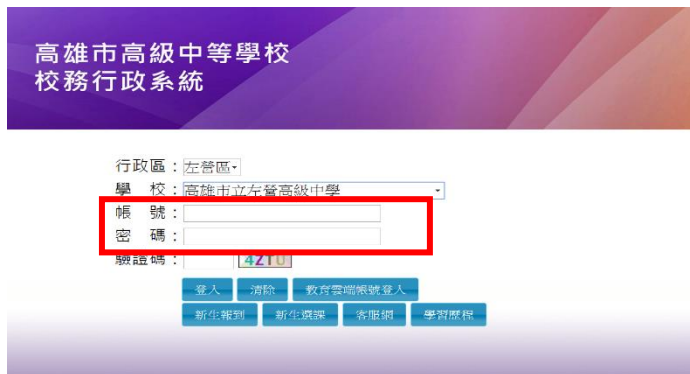 高雄市高級中等學校
校務行政系統
行政區：左營區
學　校：高雄市立左營高級中學
帳　號：
密　碼：
驗證碼： 4210
登入 清除 教育雲端帳號登入
新生報到 新生選課 客服網 學習歷程